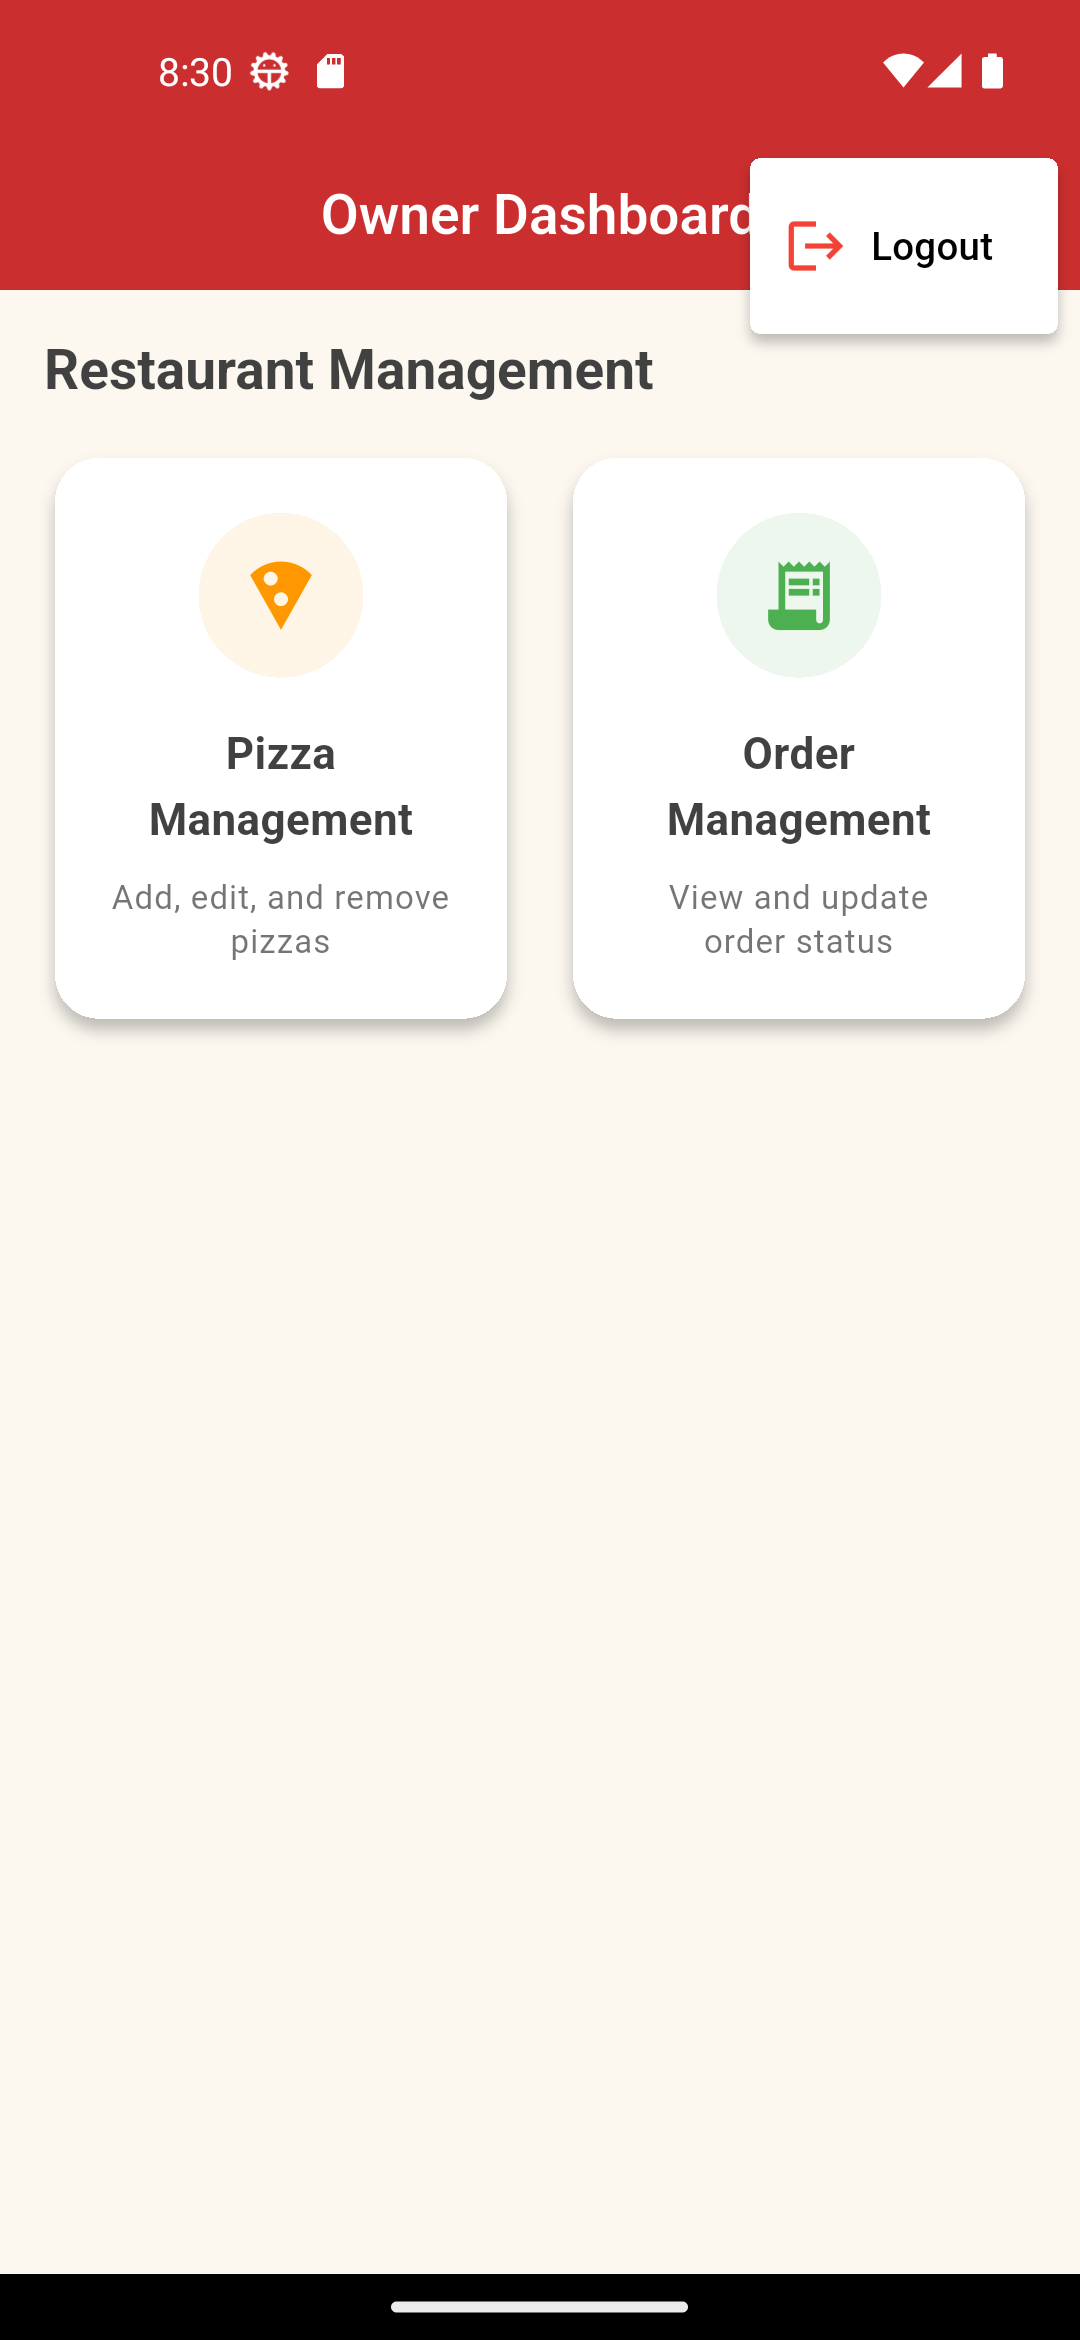 8:30
Owner Dashboard
Logout
Restaurant Management
Pizza
Management
Add, edit, and remove
pizzas
Order
Management
View and update
order status